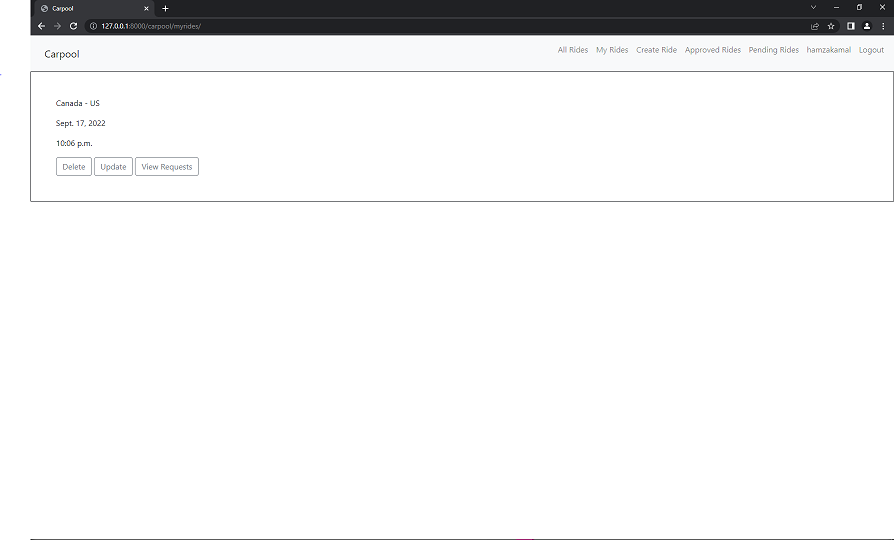 Carpool
127.0.0.1:8000/carpool/myrides/
Carpool
All Rides My Rides Create Ride Approved Rides Pending Rides hamzakamal Logout
Canada - US
Sept. 17, 2022
10:06 p.m.
Delete Update View Requests